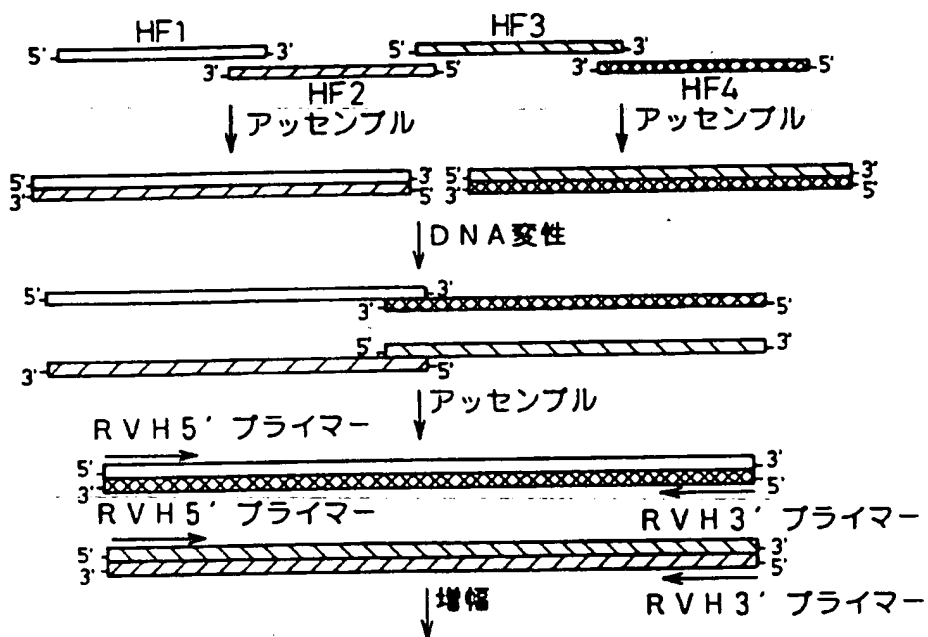 HF1
HF3
5' 3' 5' 3'
3' 5' 3' 5'
HF2
HF4
アッセンブル アッセンブル
5' 3' 5' 3'
3' 5' 3' 5'
DNA変性
5' 3'
3' 5'
5' 3'
3' 5'
アッセンブル
RVH5'プライマー
5' 3'
3' 5'
RVH5'プライマー
RVH3'プライマー
5' 3'
3' 5'
増幅
RVH3'プライマー